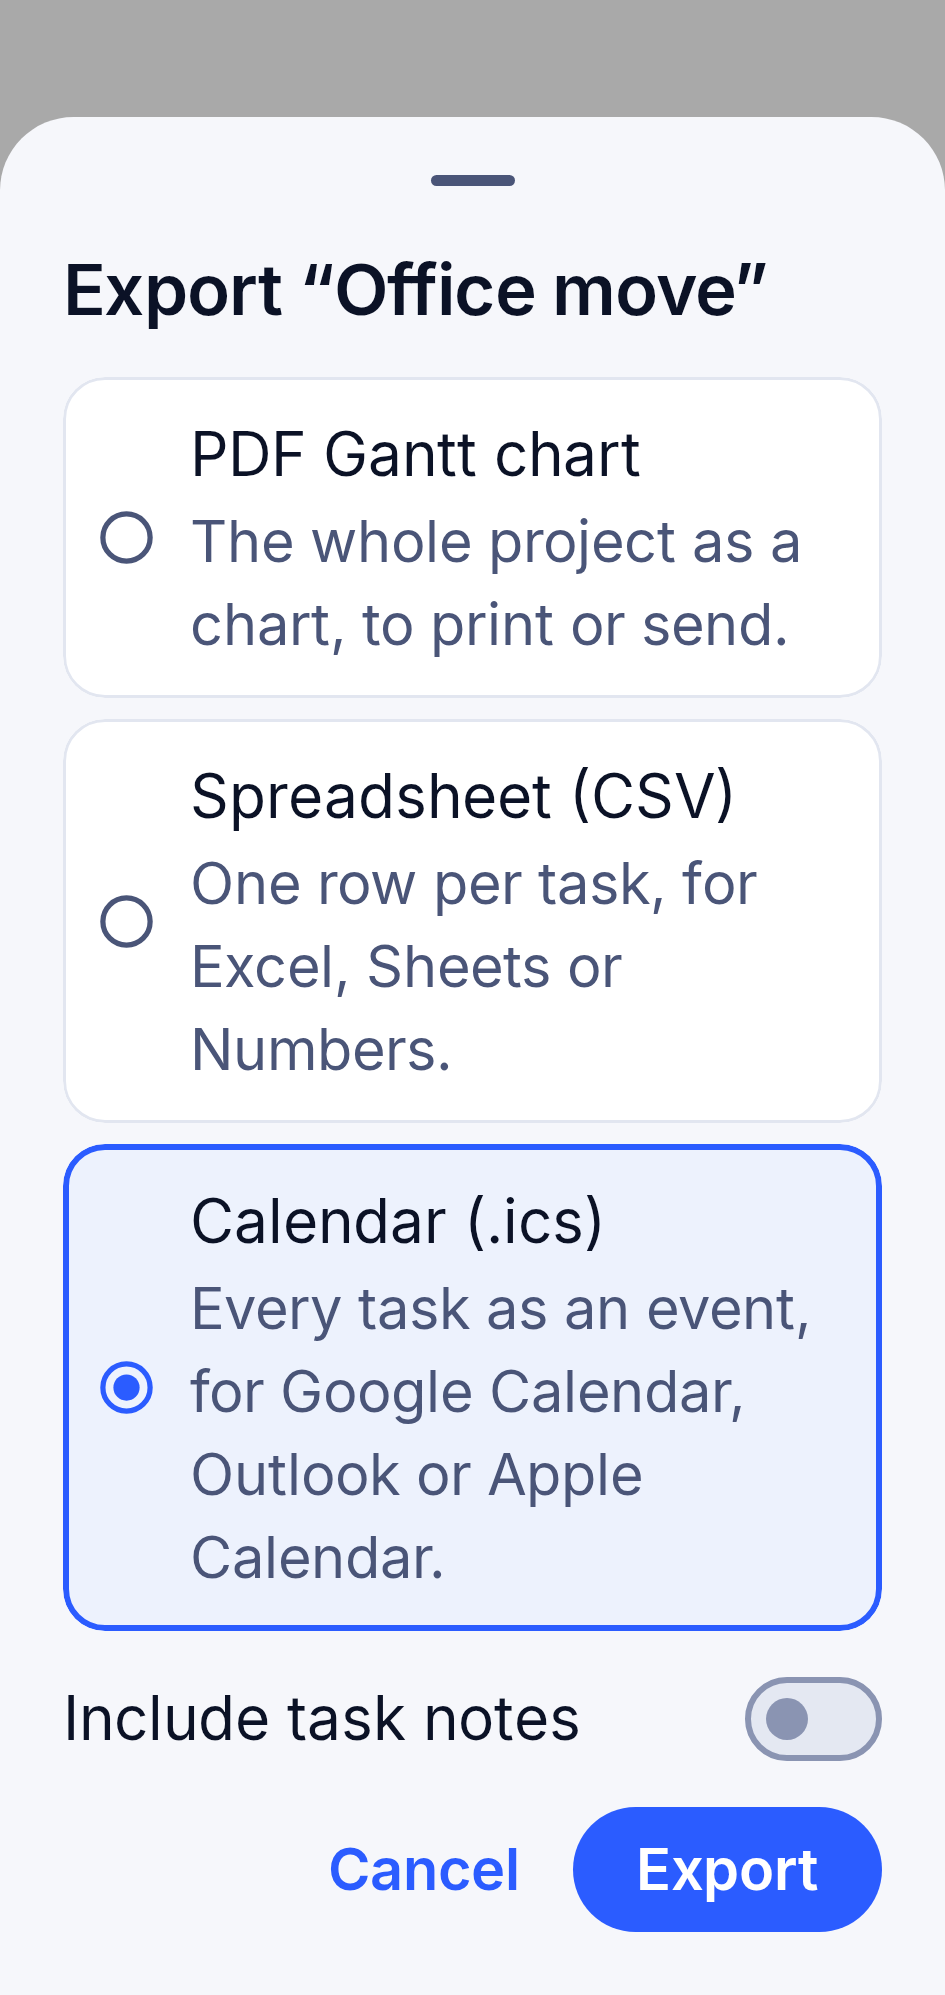 Export “Office move”
PDF Gantt chart
The whole project as a
chart, to print or send.
Spreadsheet (CSV)
One row per task, for
Excel, Sheets or
Numbers.
Calendar (.ics)
Every task as an event,
for Google Calendar,
Outlook or Apple
Calendar.
Include task notes
Cancel
Export